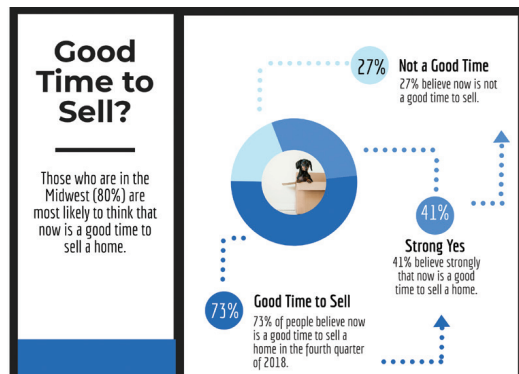 Good
Time to
Sell?
Those who are in the
Midwest (80%) are
most likely to think that
now is a good time to
sell a home.
27%
Not a Good Time
27% believe now is not
a good time to sell.
41%
Strong Yes
41% believe strongly
that now is a good
time to sell a home.
73%
Good Time to Sell
73% of people believe now
is a good time to sell a
home in the fourth quarter
of 2018.